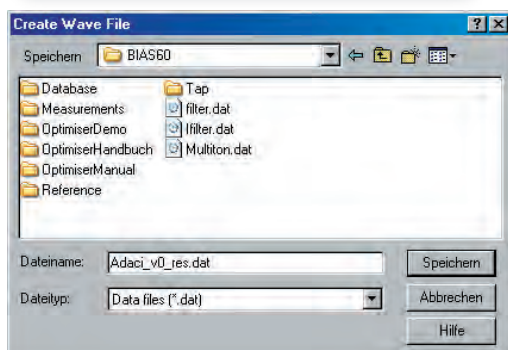 Create Wave File
Speichern BIAS60
Database
Measurements
OptimiserDemo
OptimiserHandbuch
OptimiserManual
Reference
Tap
filter.dat
lfilter.dat
Multiton.dat
Dateiname: Adaci_v0_res.dat Speichern
Dateityp: Data files (*.dat) Abbrechen
Hilfe